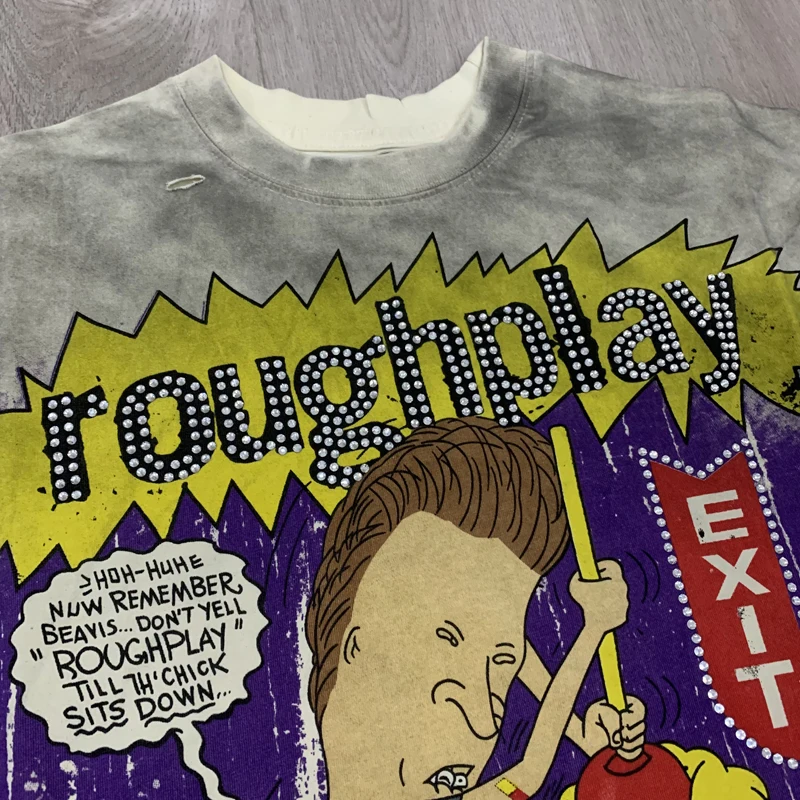 roughplay
HOH-HUHE
NUW REMEMBER
BEAVIS... DON'T YELL
"ROUGHPLAY"
TILL TH' CHICK
SITS DOWN...
EXIT